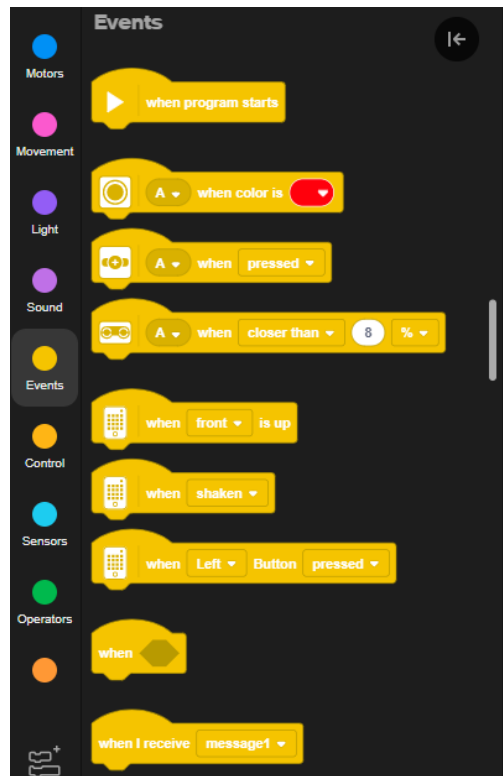 Events
Motors
when program starts
Movement
A when color is
Light
A when pressed
Sound
A when closer than 8 %
Events
when front is up
Control
when shaken
Sensors
when Left Button pressed
Operators
when
when I receive message1